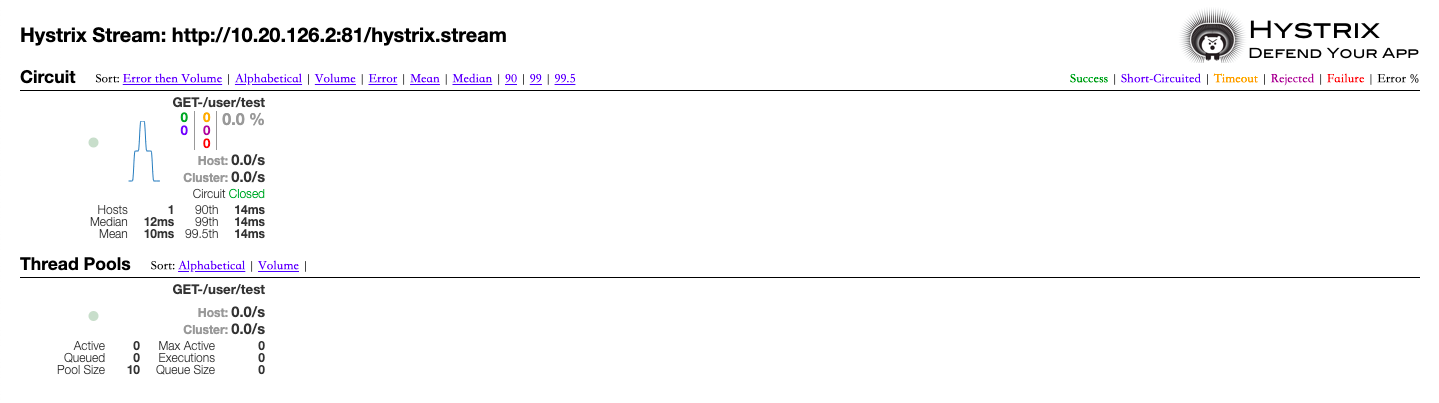 Hystrix Stream: http://10.20.126.2:81/hystrix.stream
HYSTRIX
DEFEND YOUR APP
Circuit Sort: Error then Volume | Alphabetical | Volume | Error | Mean | Median | 90 | 99 | 99.5
Success | Short-Circuited | Timeout | Rejected | Failure | Error %
GET-/user/test
0 0 0.0 %
0 0
0
Host: 0.0/s
Cluster: 0.0/s
Circuit Closed
Hosts 1 90th 14ms
Median 12ms 99th 14ms
Mean 10ms 99.5th 14ms
Thread Pools Sort: Alphabetical | Volume |
GET-/user/test
Host: 0.0/s
Cluster: 0.0/s
Active 0 Max Active 0
Queued 0 Executions 0
Pool Size 10 Queue Size 0